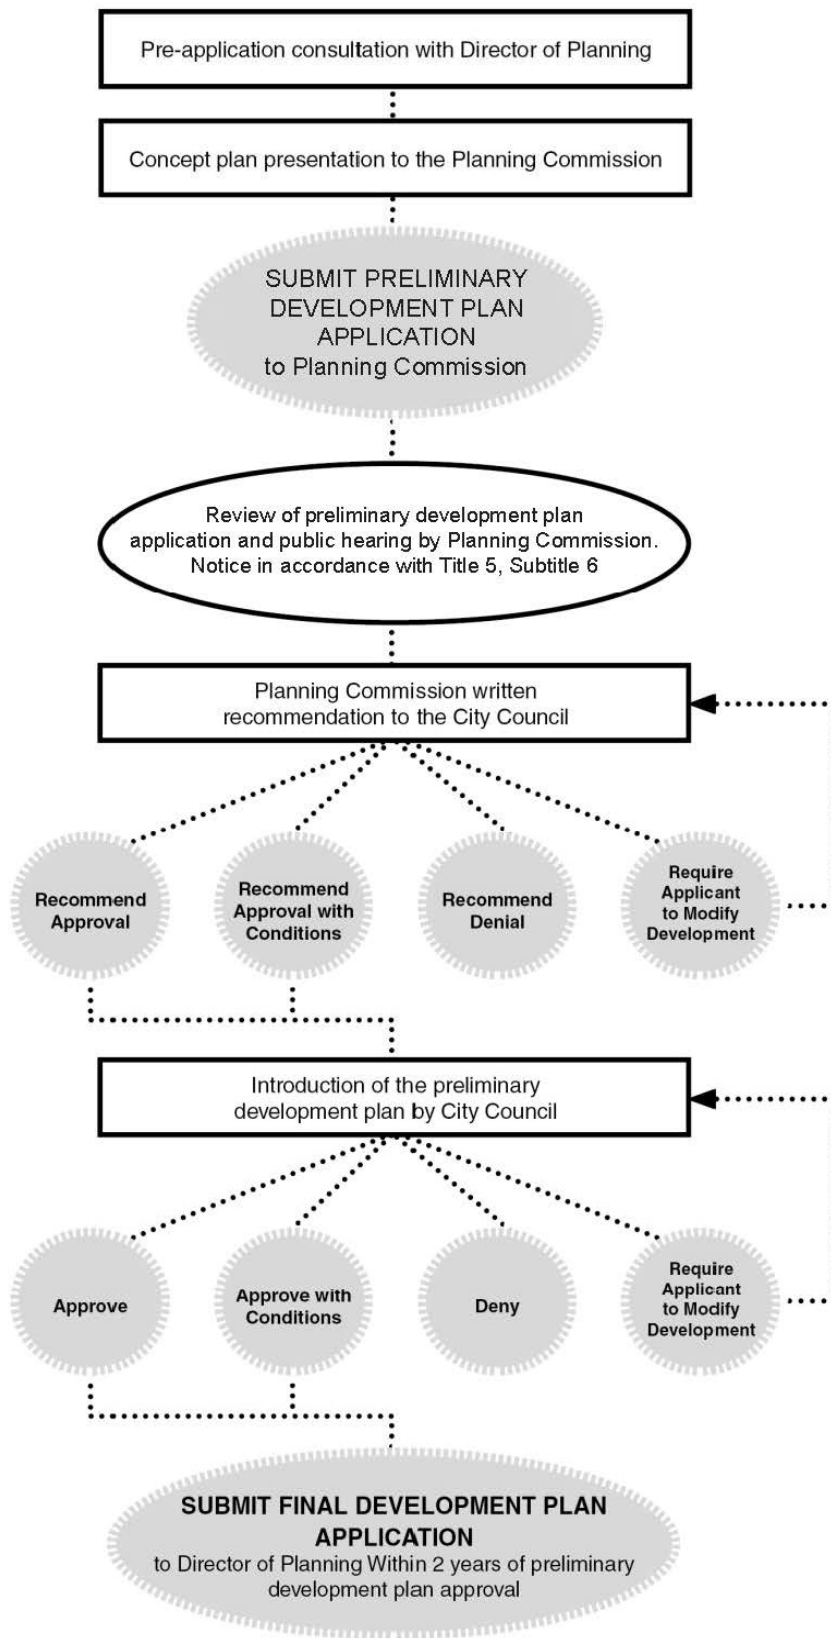 Pre-application consultation with Director of Planning
Concept plan presentation to the Planning Commission
SUBMIT PRELIMINARY
DEVELOPMENT PLAN
APPLICATION
to Planning Commission
Review of preliminary development plan
application and public hearing by Planning Commission.
Notice in accordance with Title 5, Subtitle 6
Planning Commission written
recommendation to the City Council
Recommend
Approval
Recommend
Approval with
Conditions
Recommend
Denial
Require
Applicant
to Modify
Development
Introduction of the preliminary
development plan by City Council
Approve
Approve with
Conditions
Deny
Require
Applicant
to Modify
Development
SUBMIT FINAL DEVELOPMENT PLAN
APPLICATION
to Director of Planning Within 2 years of preliminary
development plan approval